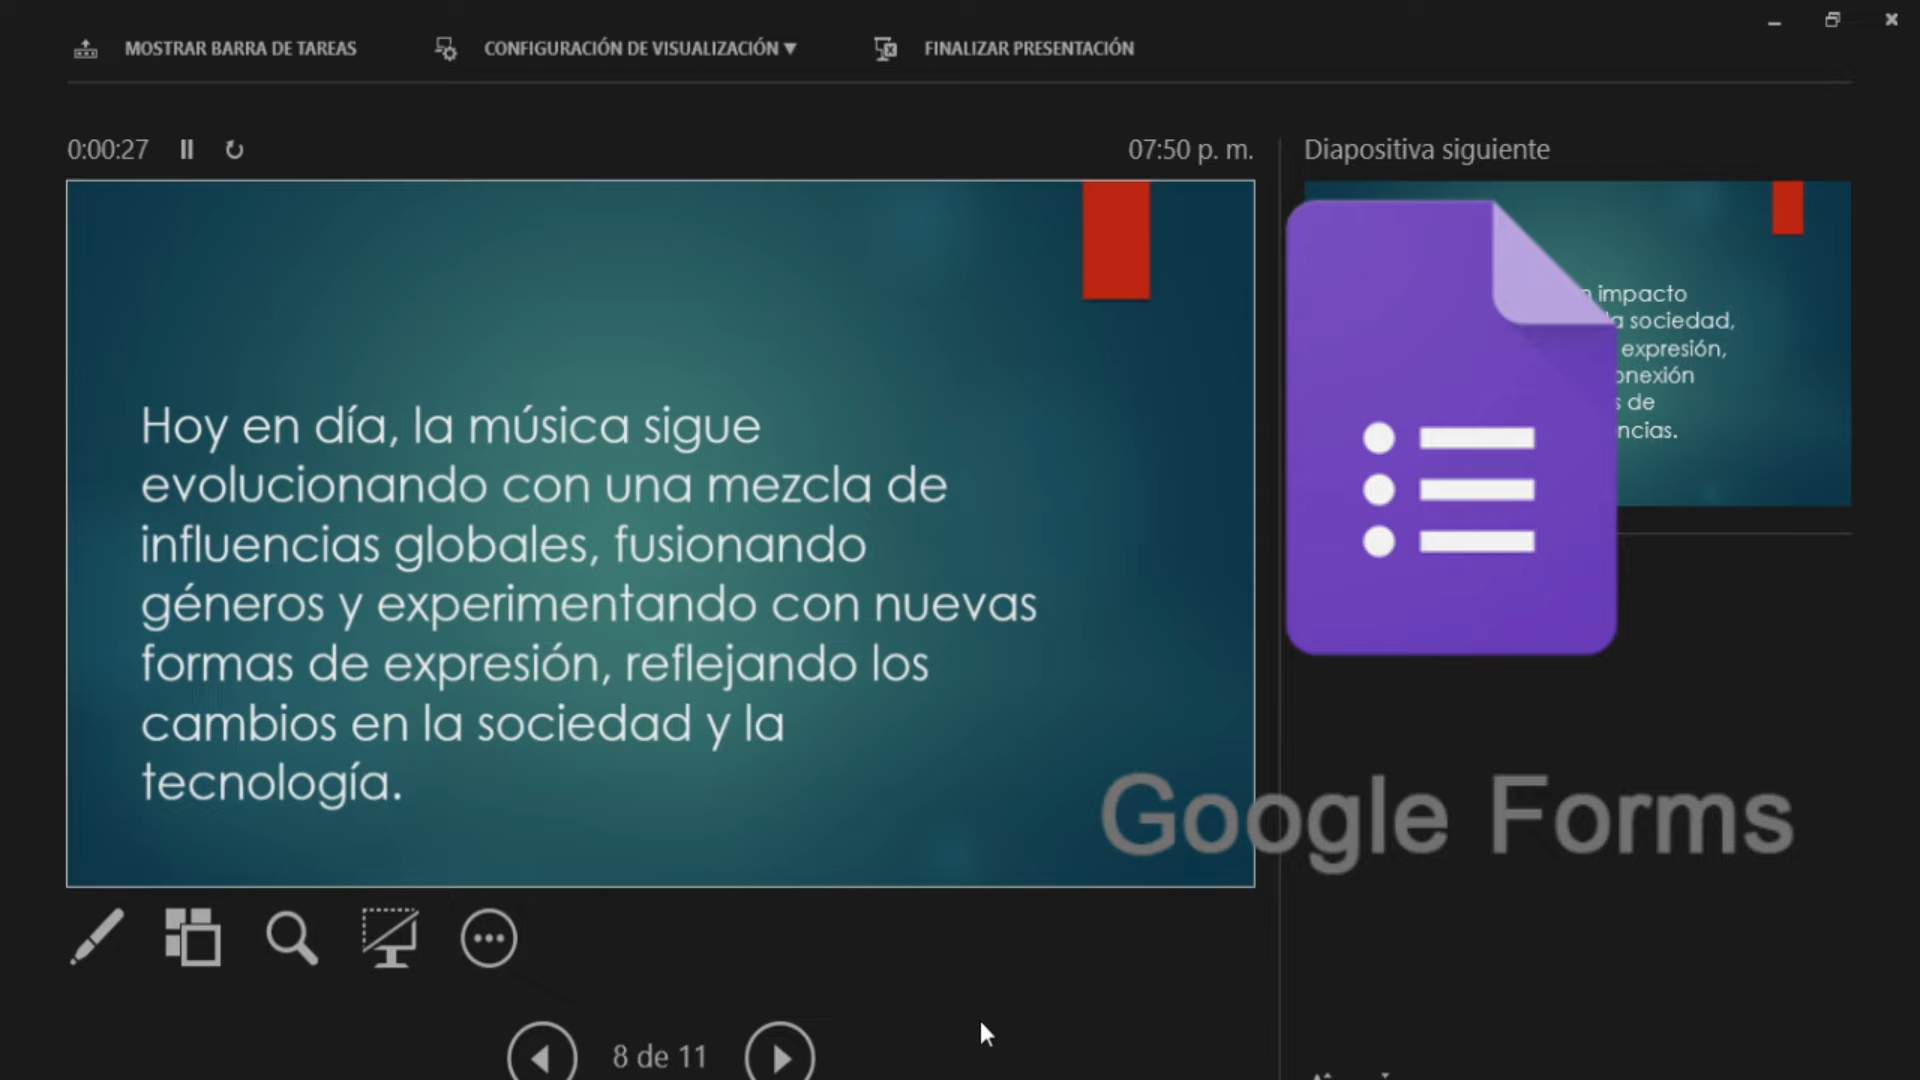 MOSTRAR BARRA DE TAREAS
CONFIGURACIÓN DE VISUALIZACIÓN
FINALIZAR PRESENTACIÓN
0:00:27
07:50 p. m.
Diapositiva siguiente
Hoy en día, la música sigue
evolucionando con una mezcla de
influencias globales, fusionando
géneros y experimentando con nuevas
formas de expresión, reflejando los
cambios en la sociedad y la
tecnología.
impacto
la sociedad,
expresión,
onexión
s de
ncias.
Google Forms
8 de 11